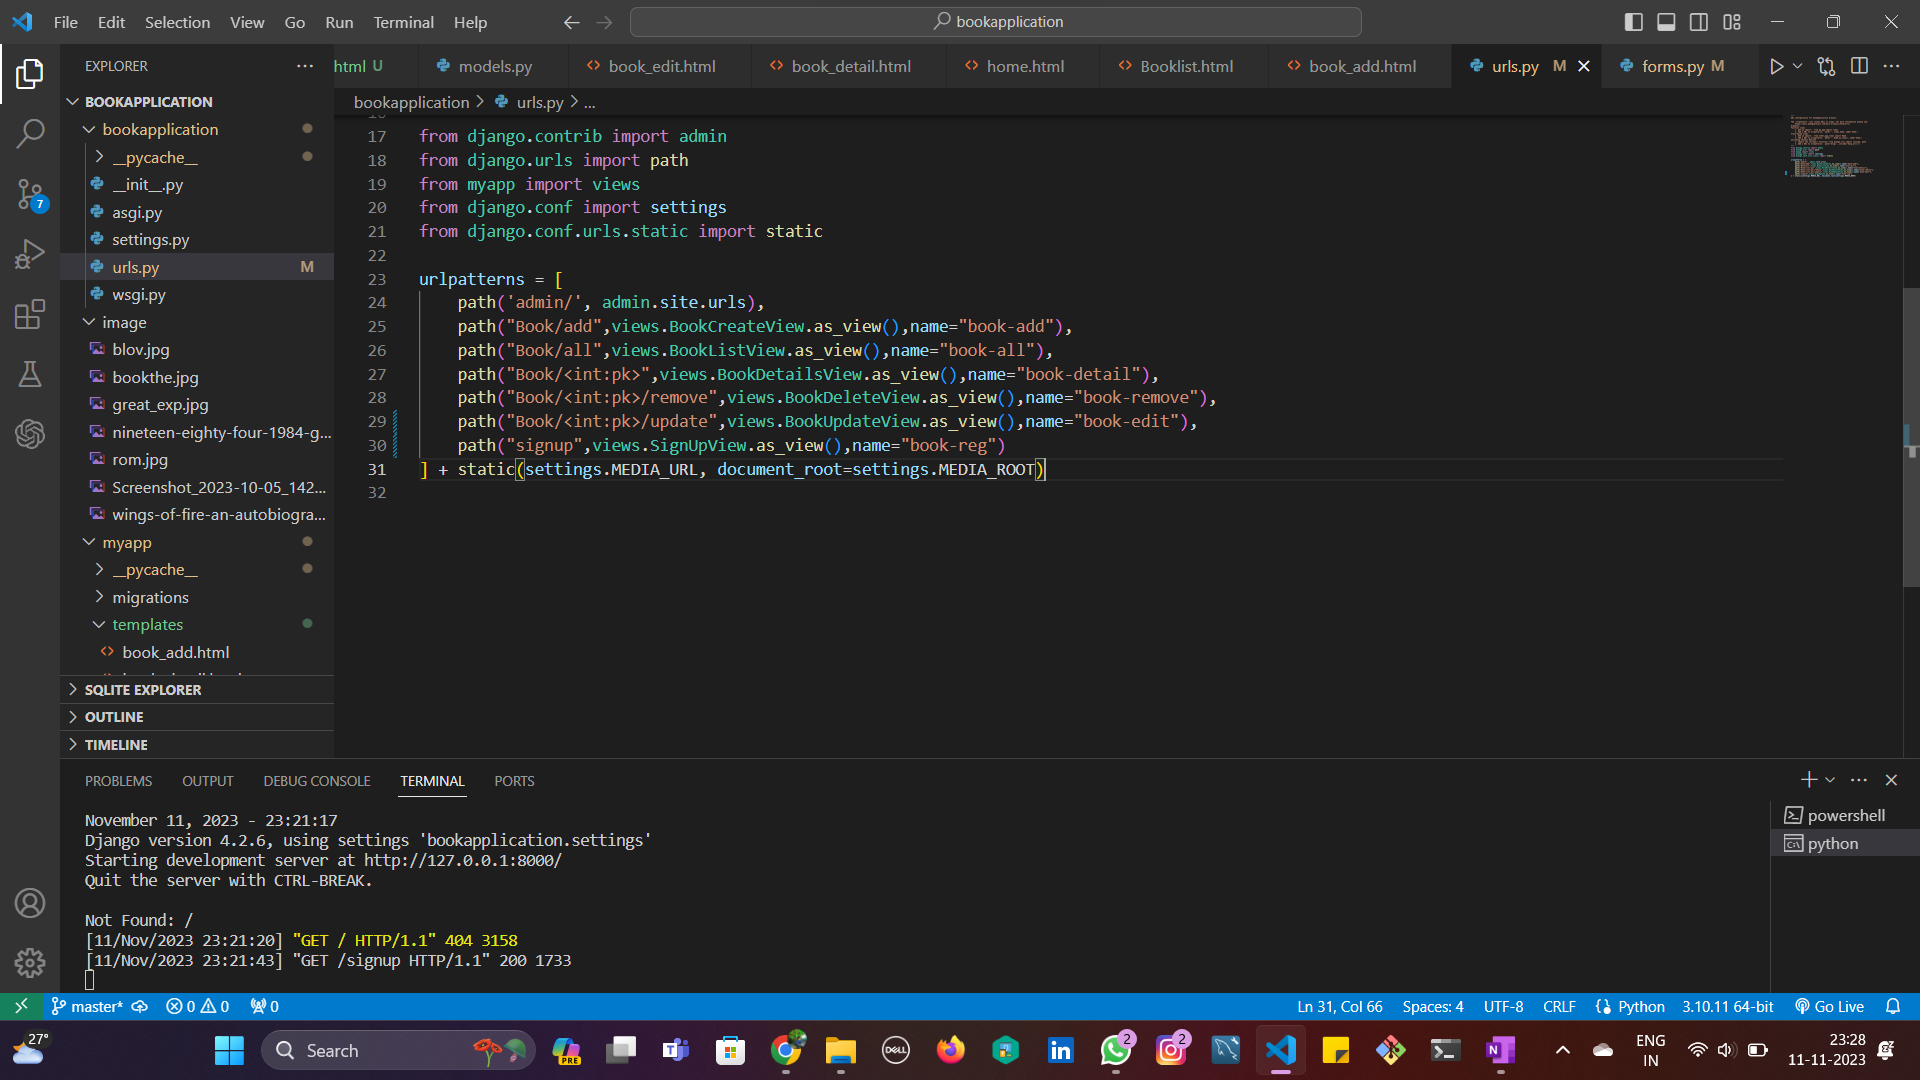 File Edit Selection View Go Run Terminal Help
bookapplication
EXPLORER
html U
models.py
book_edit.html
book_detail.html
home.html
Booklist.html
book_add.html
urls.py M
forms.py M
bookapplication > urls.py > ...
BOOKAPPLICATION
bookapplication
__pycache__
__init__.py
asgi.py
settings.py
urls.py M
wsgi.py
image
blov.jpg
bookthe.jpg
great_exp.jpg
nineteen-eighty-four-1984-g...
rom.jpg
Screenshot_2023-10-05_142...
wings-of-fire-an-autobiogra...
myapp
__pycache__
migrations
templates
book_add.html
SQLITE EXPLORER
OUTLINE
TIMELINE
7
17 from django.contrib import admin
18 from django.urls import path
19 from myapp import views
20 from django.conf import settings
21 from django.conf.urls.static import static
22
23 urlpatterns = [
24 path('admin/', admin.site.urls),
25 path("Book/add",views.BookCreateView.as_view(),name="book-add"),
26 path("Book/all",views.BookListView.as_view(),name="book-all"),
27 path("Book/<int:pk>",views.BookDetailsView.as_view(),name="book-detail"),
28 path("Book/<int:pk>/remove",views.BookDeleteView.as_view(),name="book-remove"),
29 path("Book/<int:pk>/update",views.BookUpdateView.as_view(),name="book-edit"),
30 path("signup",views.SignUpView.as_view(),name="book-reg")
31 ] + static(settings.MEDIA_URL, document_root=settings.MEDIA_ROOT)
32
PROBLEMS OUTPUT DEBUG CONSOLE TERMINAL PORTS
November 11, 2023 - 23:21:17
Django version 4.2.6, using settings 'bookapplication.settings'
Starting development server at http://127.0.0.1:8000/
Quit the server with CTRL-BREAK.
Not Found: /
[11/Nov/2023 23:21:20] "GET / HTTP/1.1" 404 3158
[11/Nov/2023 23:21:43] "GET /signup HTTP/1.1" 200 1733
powershell
python
master* 0 0 0
Ln 31, Col 66 Spaces: 4 UTF-8 CRLF Python 3.10.11 64-bit Go Live
27°
Search
PRE
DELL
2
2
ENG
IN
23:28
11-11-2023